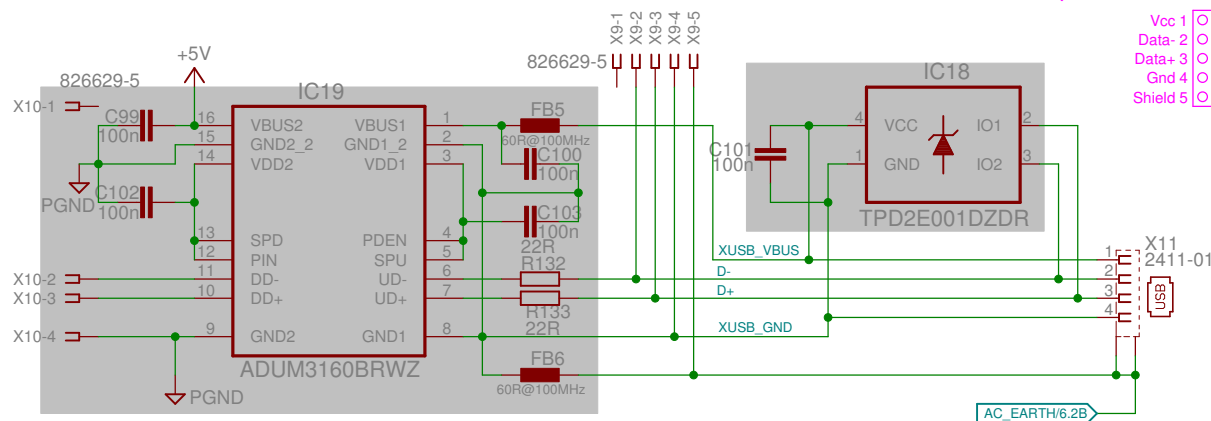 X9-1
X9-2
X9-3
X9-4
X9-5
826629-5
Vcc 1
Data- 2
Data+ 3
Gnd 4
Shield 5
+5V
826629-5
X10-1
C99
100n
IC19
16 VBUS2
15 GND2_2
14 VDD2
13 SPD
12 PIN
11 DD-
10 DD+
9 GND2
VBUS1 1
GND1_2 2
VDD1 3
PDEN 4
SPU 5
UD- 6
UD+ 7
GND1 8
ADUM3160BRWZ
PGND
C102
100n
X10-2
X10-3
X10-4
PGND
FB5
60R@100MHz
C100
100n
C103
100n
22R
R132
R133
22R
FB6
60R@100MHz
IC18
C101
100n
4 VCC IO1 2
1 GND IO2 3
TPD2E001DZDR
XUSB_VBUS
D-
D+
XUSB_GND
X11
2411-01
1
2
3
4
USB
AC_EARTH/6.2B